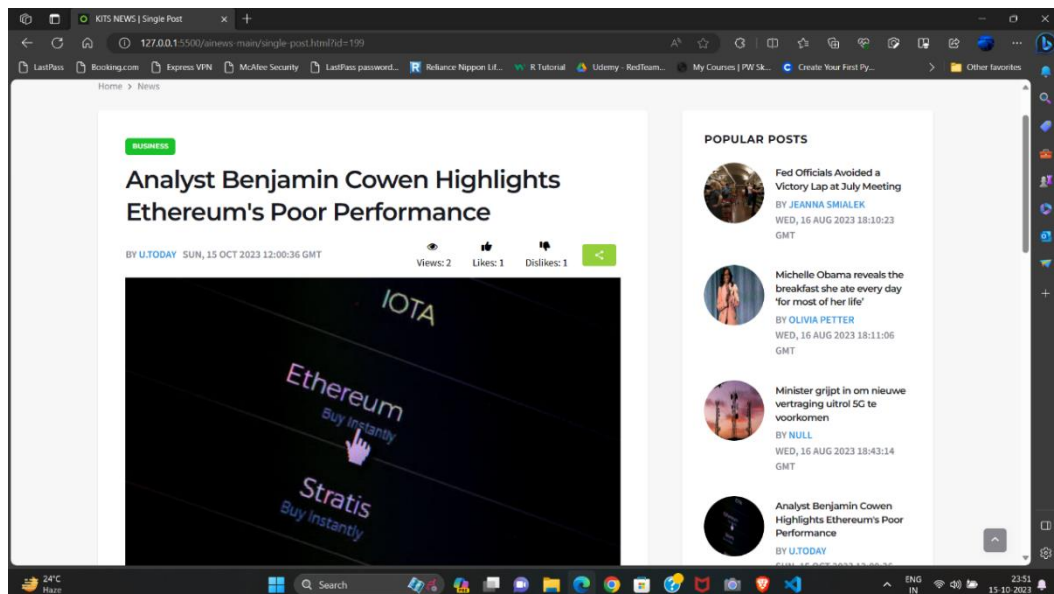 KITS NEWS | Single Post
127.0.0.1:5500/ainews-main/single-post.html?id=199
LastPass
Booking.com
Express VPN
McAfee Security
LastPass password...
Reliance Nippon Lif...
R Tutorial
Udemy - RedTeam...
My Courses | PW Sk...
Create Your First Py...
Other favorites
Home > News
BUSINESS
Analyst Benjamin Cowen Highlights
Ethereum's Poor Performance
BY U.TODAY SUN, 15 OCT 2023 12:00:36 GMT
Views: 2
Likes: 1
Dislikes: 1
IOTA
Ethereum
Buy Instantly
Stratis
Buy Instantly
POPULAR POSTS
Fed Officials Avoided a
Victory Lap at July Meeting
BY JEANNA SMIALEK
WED, 16 AUG 2023 18:10:23
GMT
Michelle Obama reveals the
breakfast she ate every day
'for most of her life'
BY OLIVIA PETTER
WED, 16 AUG 2023 18:11:06
GMT
Minister grijpt in om nieuwe
vertraging uitrol 5G te
voorkomen
BY NULL
WED, 16 AUG 2023 18:43:14
GMT
Analyst Benjamin Cowen
Highlights Ethereum's Poor
Performance
BY U.TODAY
SUN, 15 OCT 2023 12:00:36
24°C
Haze
Search
ENG
IN
23:51
15-10-2023